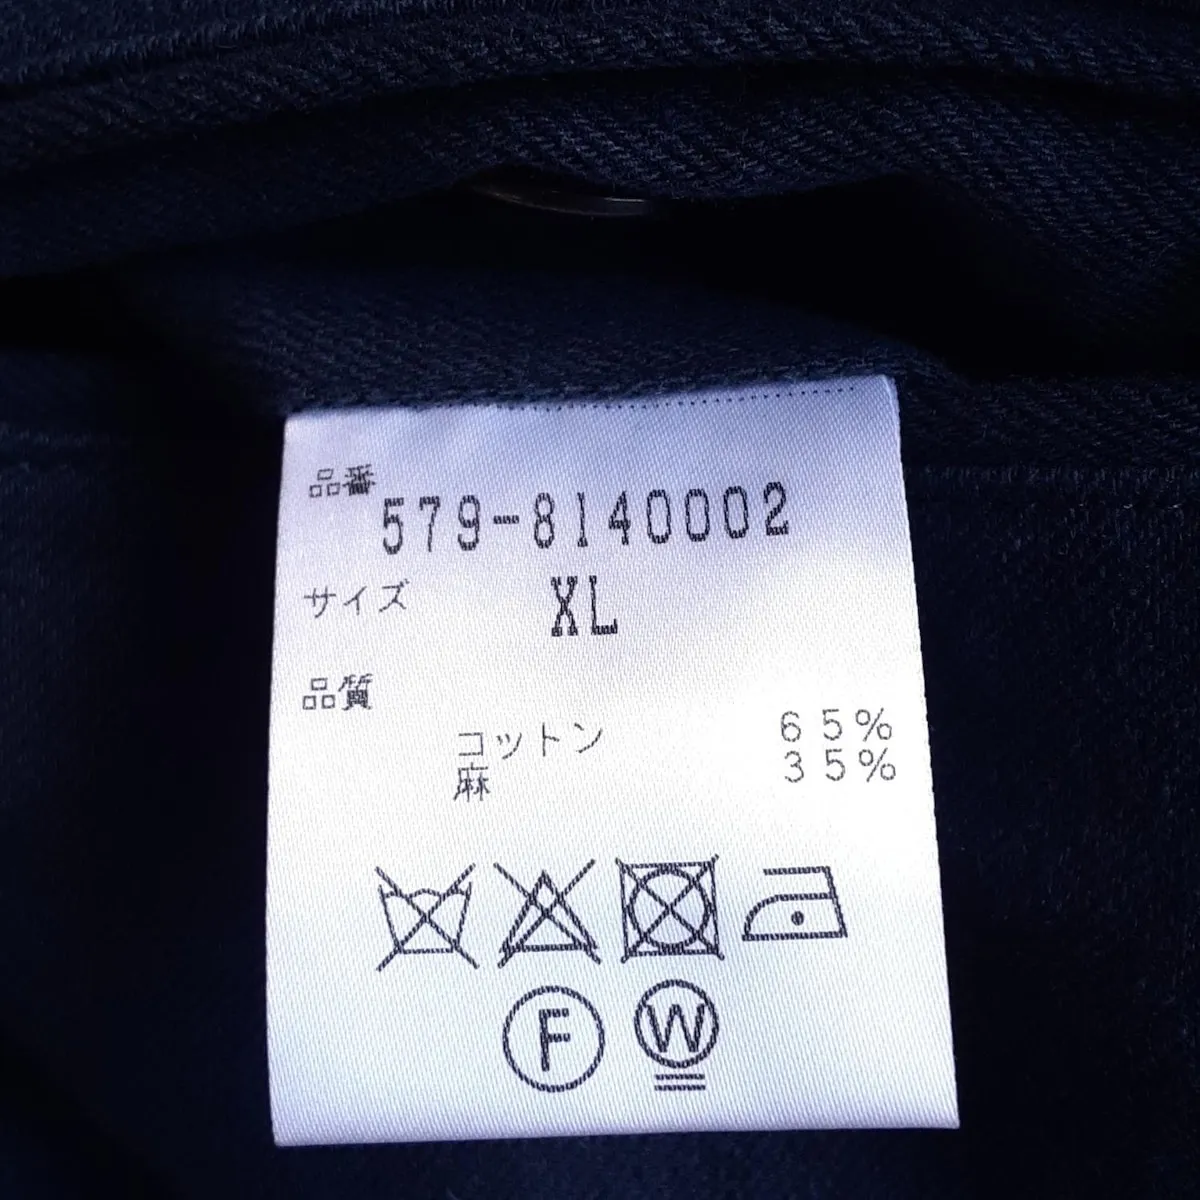 品番
579-8140002
サイズ XL
品質
コットン 65%
麻 35%
F W